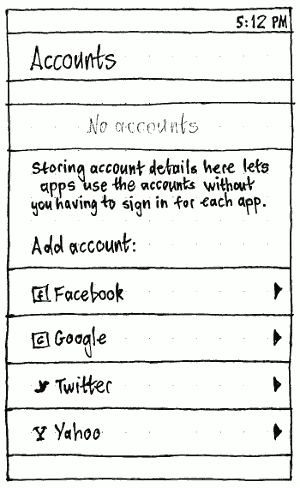 5:12 PM
Accounts
No accounts
Storing account details here lets
apps use the accounts without
you having to sign in for each app.
Add account:
f Facebook
G Google
Twitter
Y Yahoo